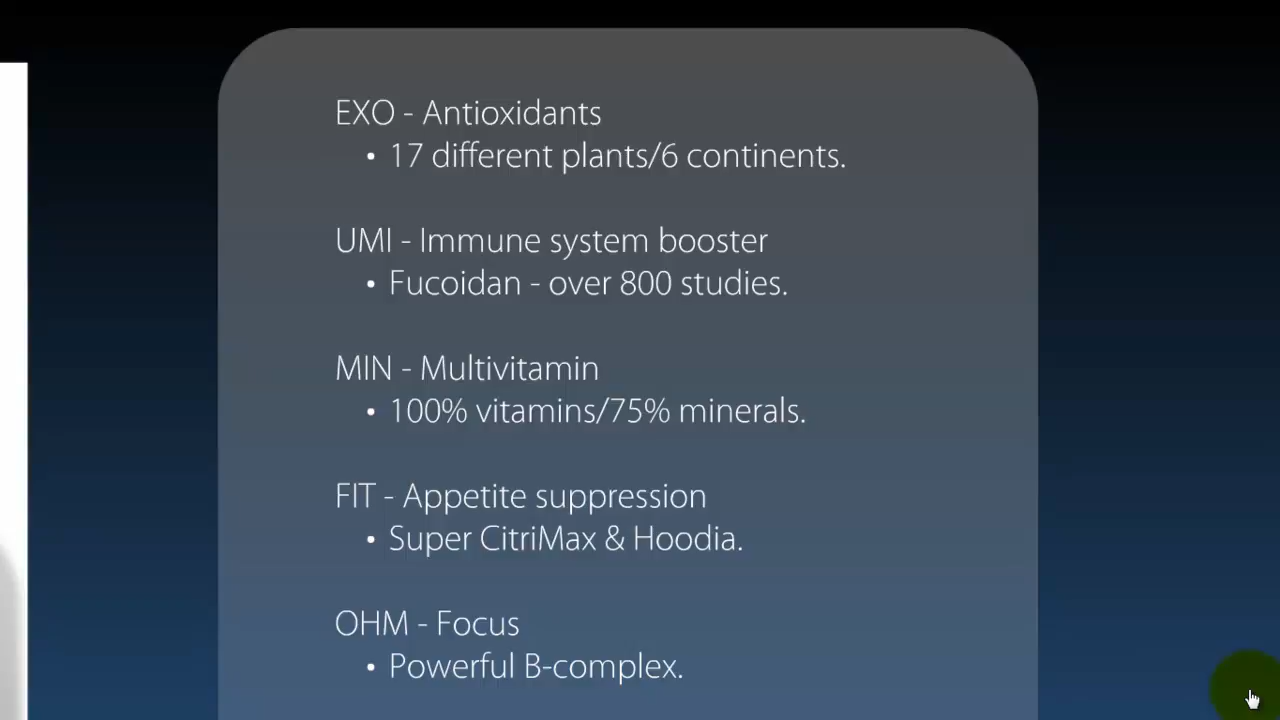 EXO - Antioxidants
• 17 different plants/6 continents.
UMI - Immune system booster
• Fucoidan - over 800 studies.
MIN - Multivitamin
• 100% vitamins/75% minerals.
FIT - Appetite suppression
• Super CitriMax & Hoodia.
OHM - Focus
• Powerful B-complex.